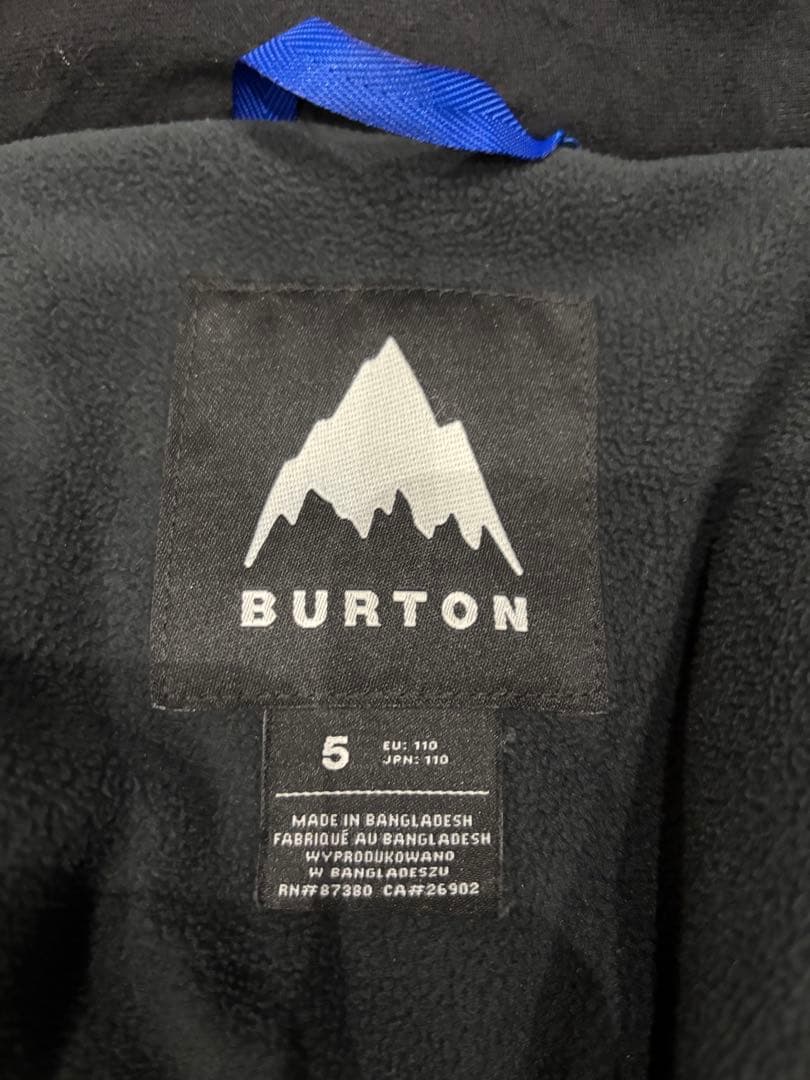 BURTON
5
EU: 110
JPN: 110
MADE IN BANGLADESH
FABRIQUÉ AU BANGLADESH
WYPRODUKOWANO
W BANGLADESZU
RN#87380 CA#26902